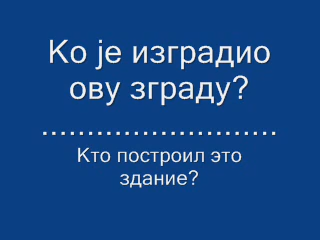 Ко је изградио
ову зграду?
..........................
Кто построил это
здание?